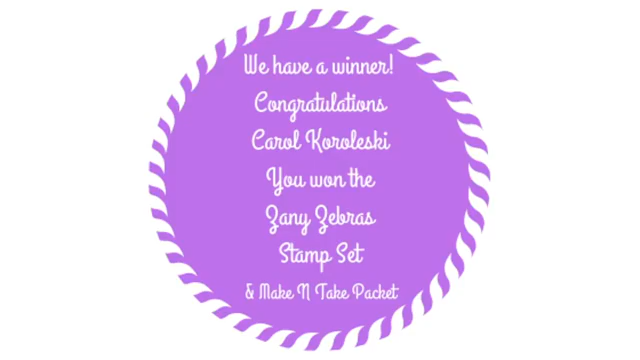 We have a winner!
Congratulations
Carol Koroleski
You won the
Zany Zebras
Stamp Set
& Make N Take Packet